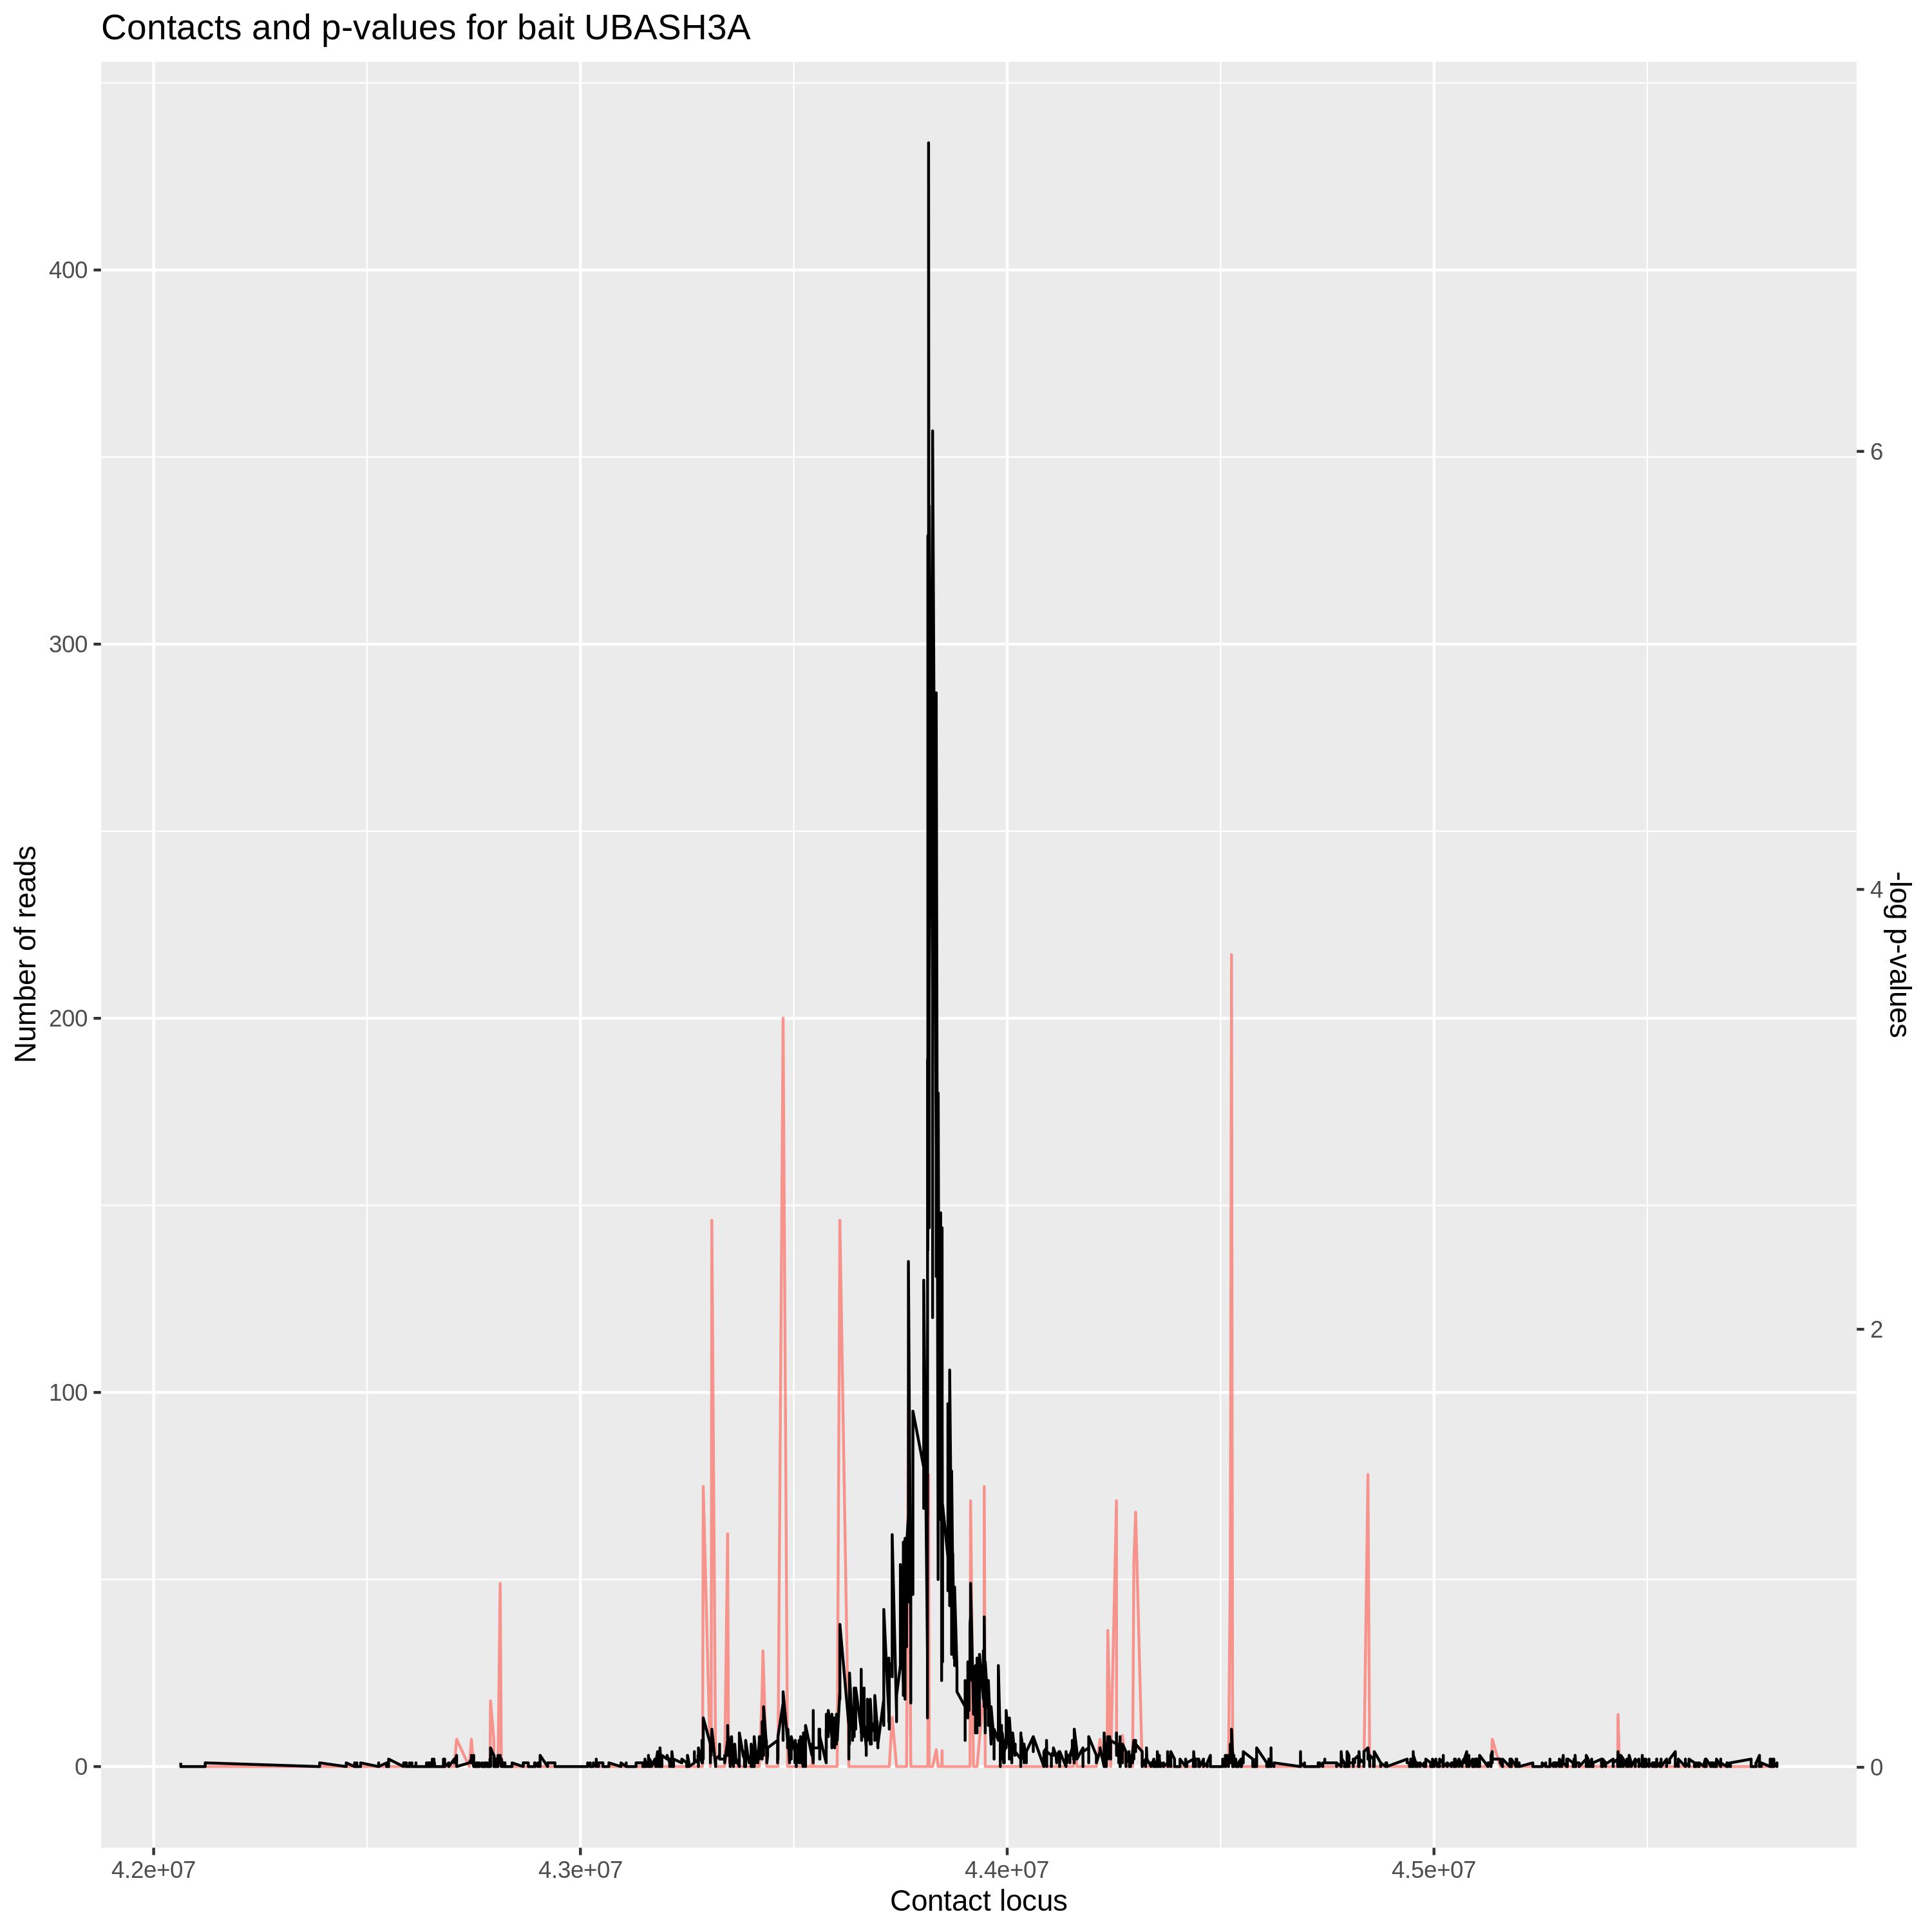 Contacts and p-values for bait UBASH3A
Number of reads
400
300
200
100
0
6
4
2
0
-log p-values
4.2e+07
4.3e+07
4.4e+07
4.5e+07
Contact locus